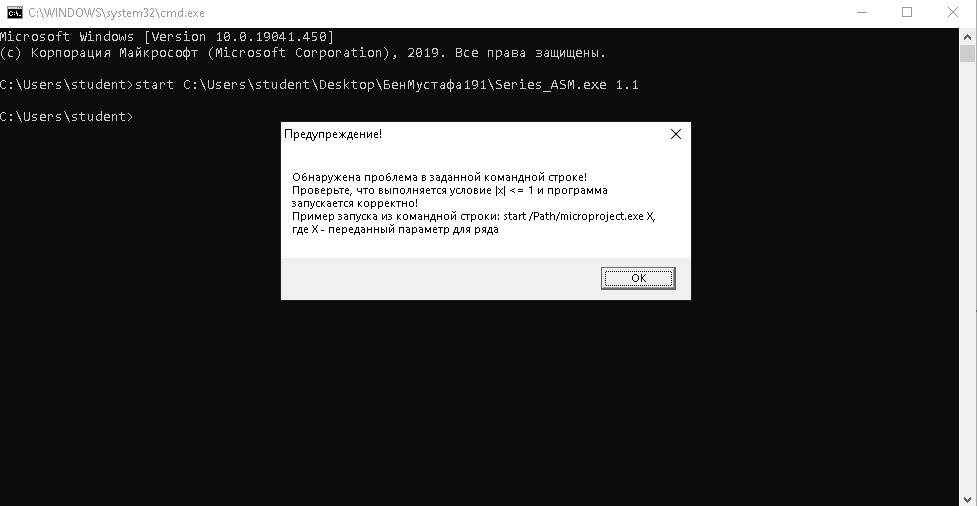 C:\WINDOWS\system32\cmd.exe
Microsoft Windows [Version 10.0.19041.450]
(c) Корпорация Майкрософт (Microsoft Corporation), 2019. Все права защищены.
C:\Users\student>start C:\Users\student\Desktop\БенМустафа191\Series_ASM.exe 1.1
C:\Users\student>
Предупреждение!
Обнаружена проблема в заданной командной строке!
Проверьте, что выполняется условие |x| <= 1 и программа
запускается корректно!
Пример запуска из командной строки: start /Path/microproject.exe X,
где X - переданный параметр для ряда
OK